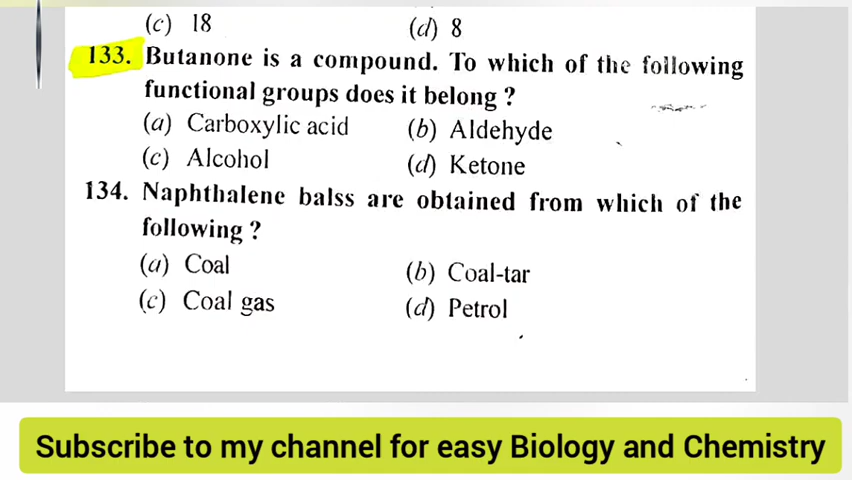 (c) 18 (d) 8
133. Butanone is a compound. To which of the following
functional groups does it belong ?
(a) Carboxylic acid (b) Aldehyde
(c) Alcohol (d) Ketone
134. Naphthalene balss are obtained from which of the
following ?
(a) Coal (b) Coal-tar
(c) Coal gas (d) Petrol
Subscribe to my channel for easy Biology and Chemistry